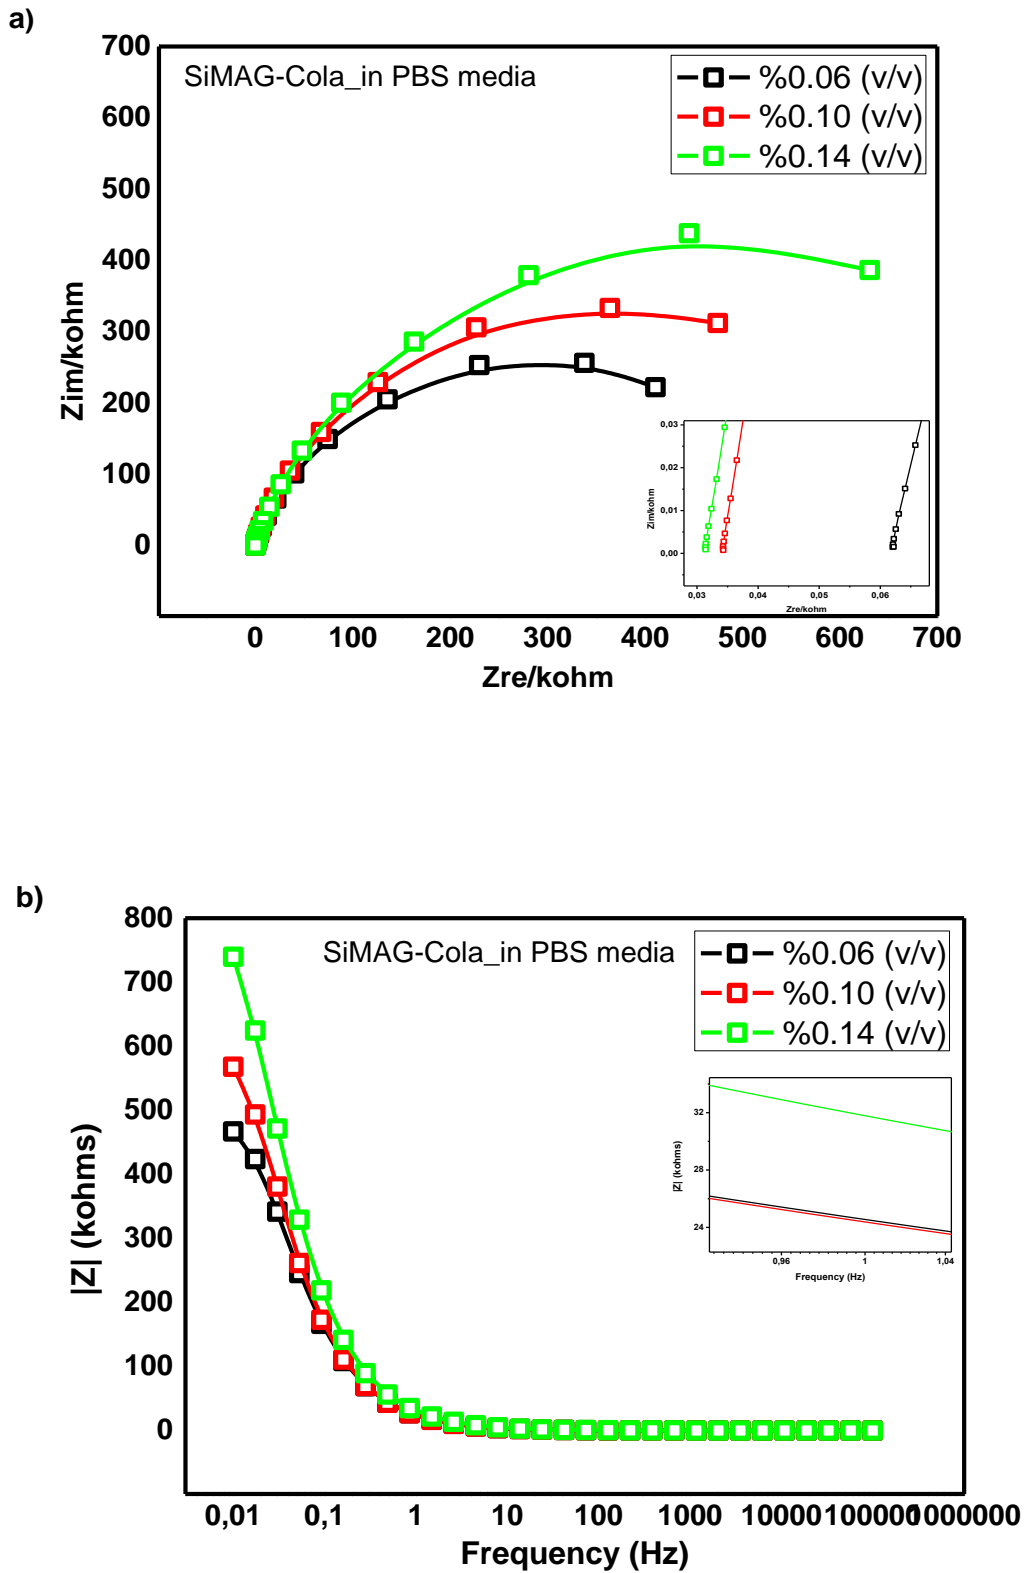 a)
700
600
500
400
300
200
100
0
Zim/kohm
SiMAG-Cola_in PBS media
%0.06 (v/v)
%0.10 (v/v)
%0.14 (v/v)
0,03
0,02
0,01
0,00
Zim/kohm
0,03 0,04 0,05 0,06
Zre/kohm
0 100 200 300 400 500 600 700
Zre/kohm
b)
800
700
600
500
400
300
200
100
0
|Z| (kohms)
SiMAG-Cola_in PBS media
%0.06 (v/v)
%0.10 (v/v)
%0.14 (v/v)
32
28
24
|Z| (kohms)
0,96 1 1,04
Frequency (Hz)
0,01 0,1 1 10 100 1000 10000 100000 1000000
Frequency (Hz)